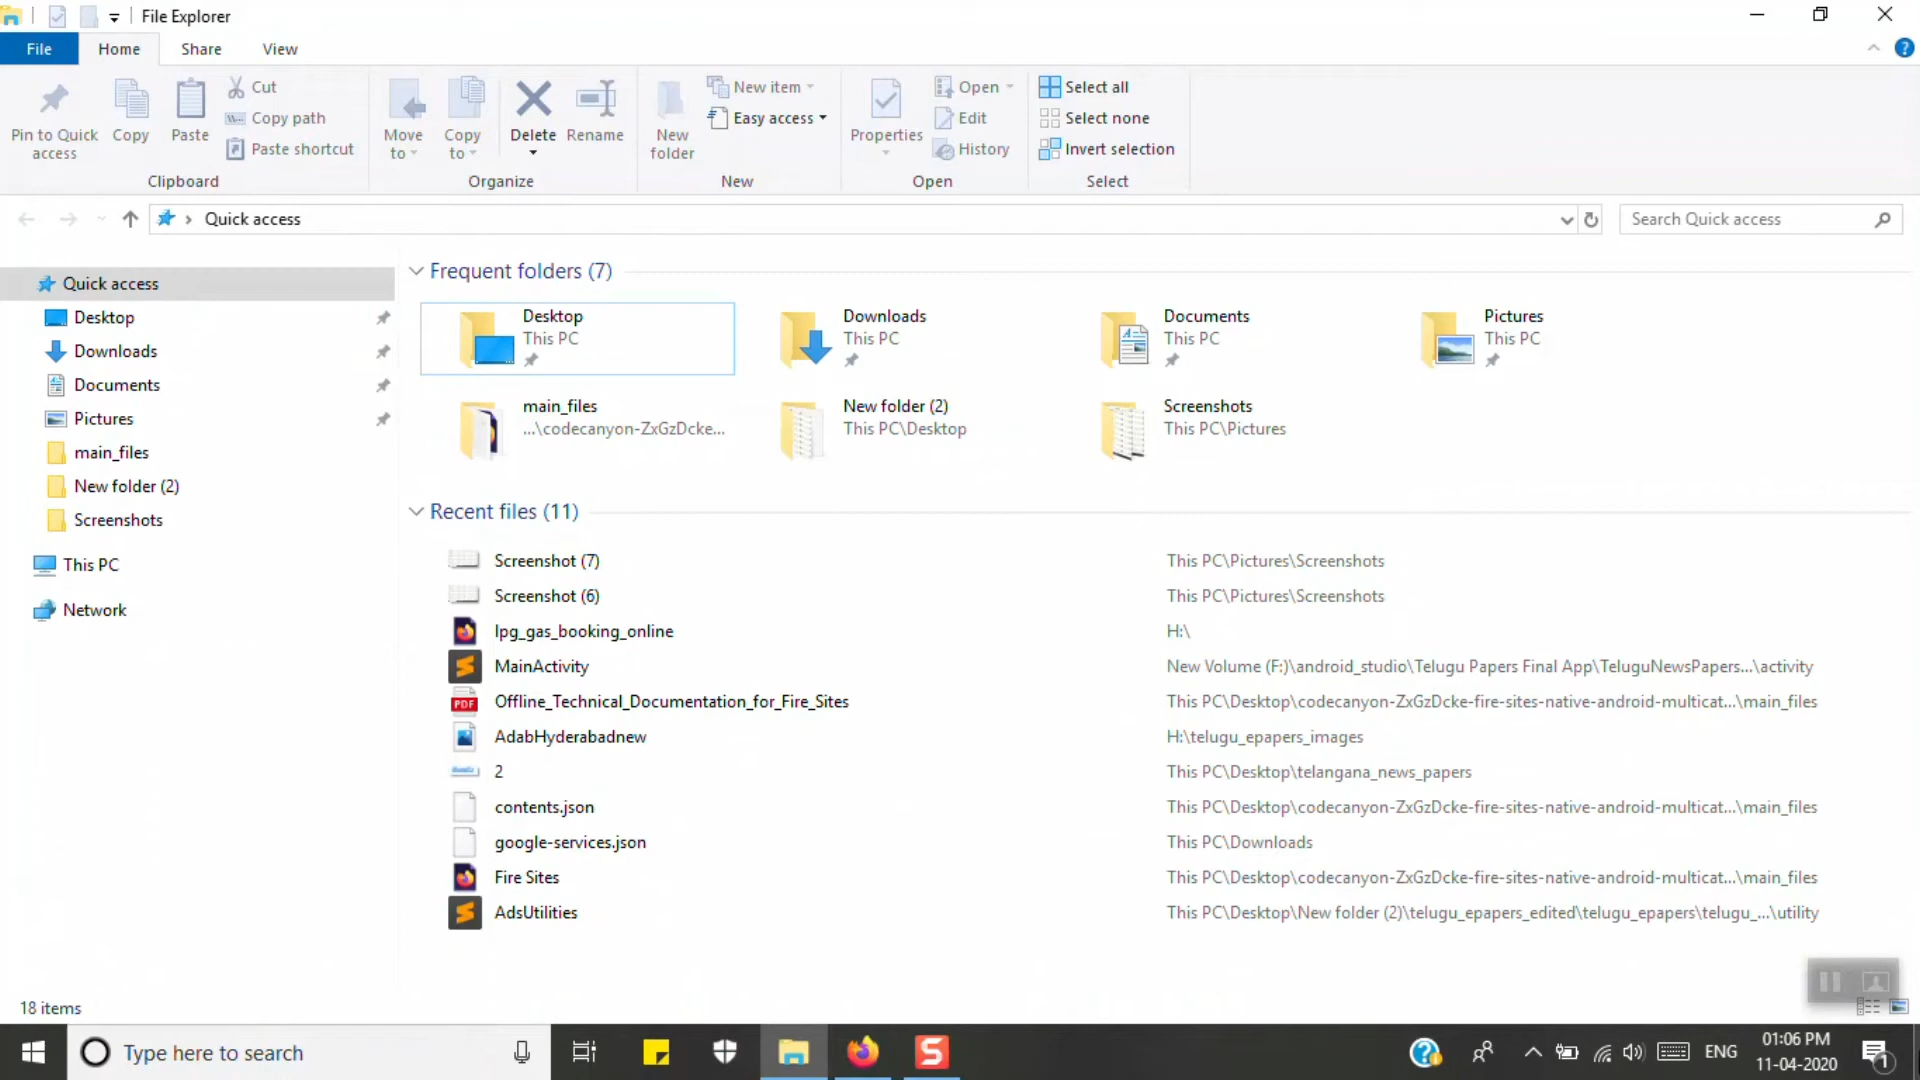 File Explorer
File Home Share View
Pin to Quick access
Copy
Paste
Cut
Copy path
Paste shortcut
Clipboard
Move to
Copy to
Delete
Rename
Organize
New folder
New item
Easy access
New
Properties
Open
Edit
History
Open
Select all
Select none
Invert selection
Select
Quick access
Search Quick access
Quick access
Desktop
Downloads
Documents
Pictures
main_files
New folder (2)
Screenshots
This PC
Network
Frequent folders (7)
Desktop
This PC
Downloads
This PC
Documents
This PC
Pictures
This PC
main_files
...\codecanyon-ZxGzDcke...
New folder (2)
This PC\Desktop
Screenshots
This PC\Pictures
Recent files (11)
Screenshot (7) This PC\Pictures\Screenshots
Screenshot (6) This PC\Pictures\Screenshots
lpg_gas_booking_online H:\
MainActivity New Volume (F:)\android_studio\Telugu Papers Final App\TeluguNewsPapers...\activity
PDF Offline_Technical_Documentation_for_Fire_Sites This PC\Desktop\codecanyon-ZxGzDcke-fire-sites-native-android-multicat...\main_files
AdabHyderabadnew H:\telugu_epapers_images
2 This PC\Desktop\telangana_news_papers
contents.json This PC\Desktop\codecanyon-ZxGzDcke-fire-sites-native-android-multicat...\main_files
google-services.json This PC\Downloads
Fire Sites This PC\Desktop\codecanyon-ZxGzDcke-fire-sites-native-android-multicat...\main_files
AdsUtilities This PC\Desktop\New folder (2)\telugu_epapers_edited\telugu_epapers\telugu_...\utility
18 items
Type here to search
ENG
01:06 PM
11-04-2020
1